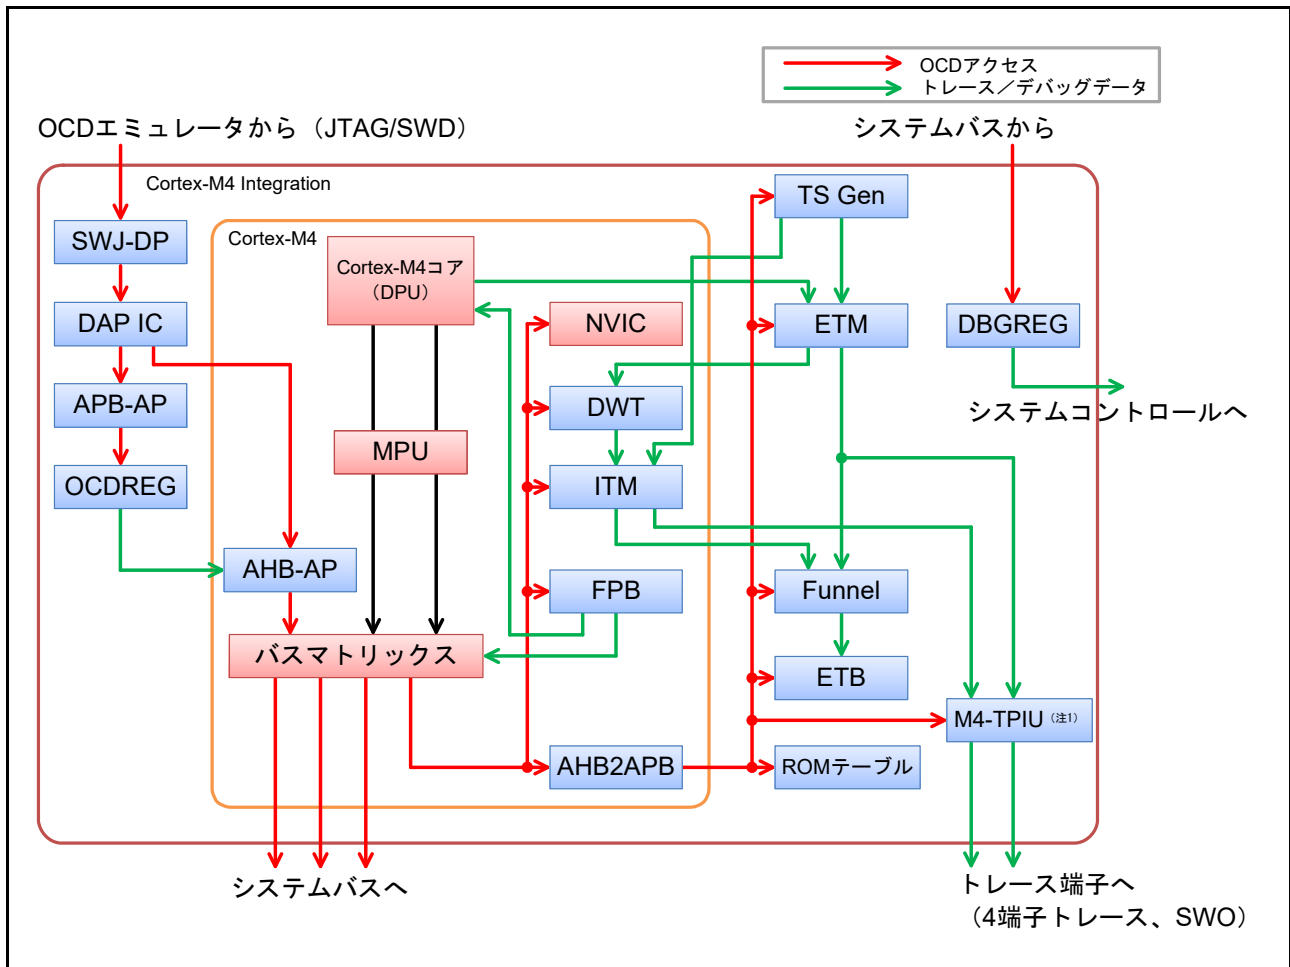 OCDアクセス
トレース／デバッグデータ
OCDエミュレータから（JTAG/SWD）
システムバスから
Cortex-M4 Integration
TS Gen
SWJ-DP
Cortex-M4
Cortex-M4コア
（DPU）
DAP IC
NVIC
ETM
DBGREG
APB-AP
DWT
システムコントロールへ
MPU
OCDREG
ITM
AHB-AP
FPB
Funnel
バスマトリックス
ETB
M4-TPIU（注1）
AHB2APB
ROMテーブル
システムバスへ
トレース端子へ
（4端子トレース、SWO）